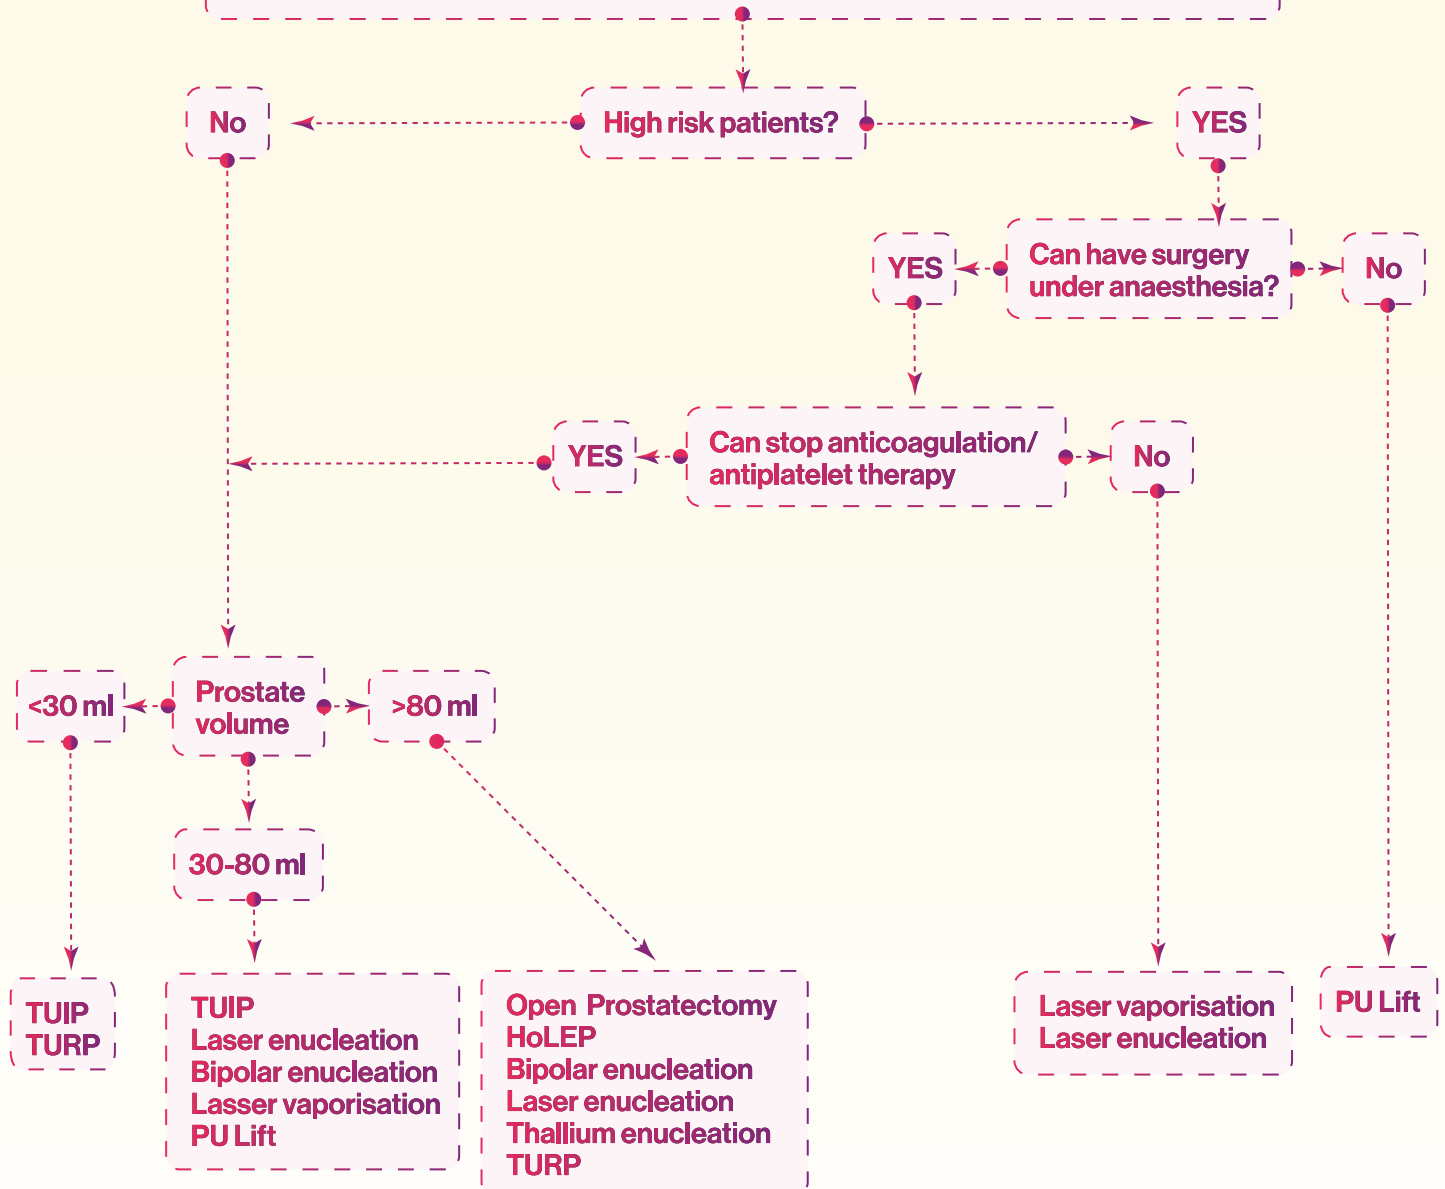 No
High risk patients?
YES
YES
Can have surgery
under anaesthesia?
No
YES
Can stop anticoagulation/
antiplatelet therapy
No
<30 ml
Prostate
volume
>80 ml
30-80 ml
TUIP
TURP
TUIP
Laser enucleation
Bipolar enucleation
Lasser vaporisation
PU Lift
Open Prostatectomy
HoLEP
Bipolar enucleation
Laser enucleation
Thallium enucleation
TURP
Laser vaporisation
Laser enucleation
PU Lift